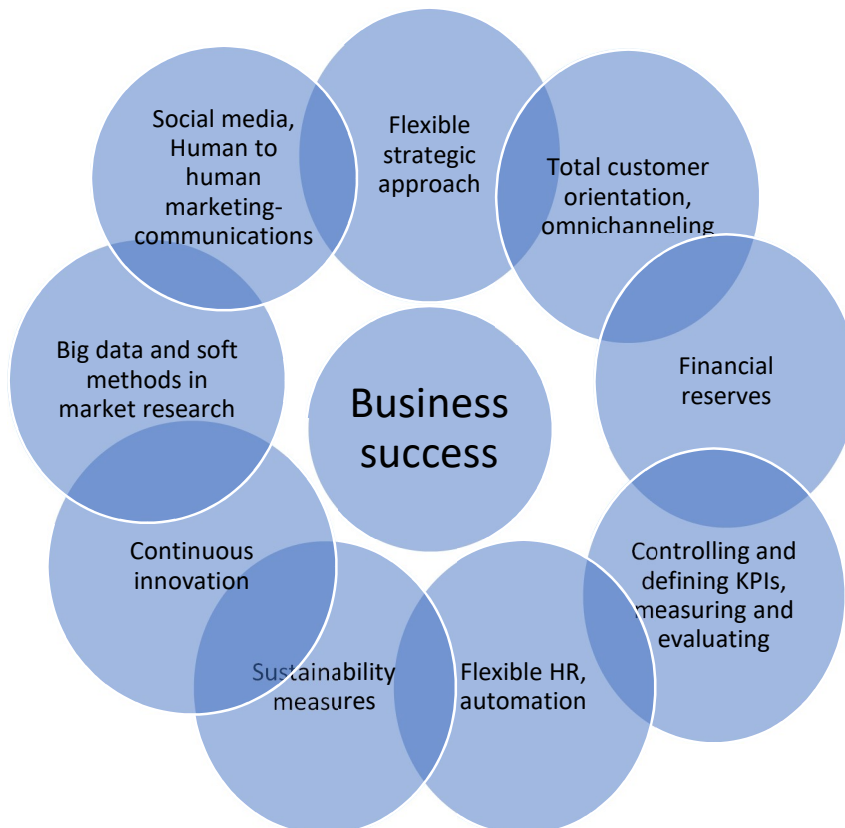 Flexible
strategic
approach
Total customer
orientation,
omnichanneling
Financial
reserves
Controlling and
defining KPIs,
measuring and
evaluating
Flexible HR,
automation
Sustainability
measures
Continuous
innovation
Big data and soft
methods in
market research
Social media,
Human to
human
marketing-
communications
Business
success